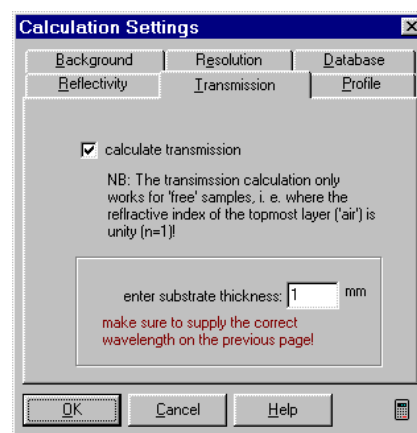 Calculation Settings
Background Resolution Database
Reflectivity Transmission Profile
calculate transmission
NB: The transimssion calculation only
works for 'free' samples, i. e. where the
refractive index of the topmost layer ('air') is
unity (n=1)!
enter substrate thickness: 1 mm
make sure to supply the correct
wavelength on the previous page!
OK Cancel Help